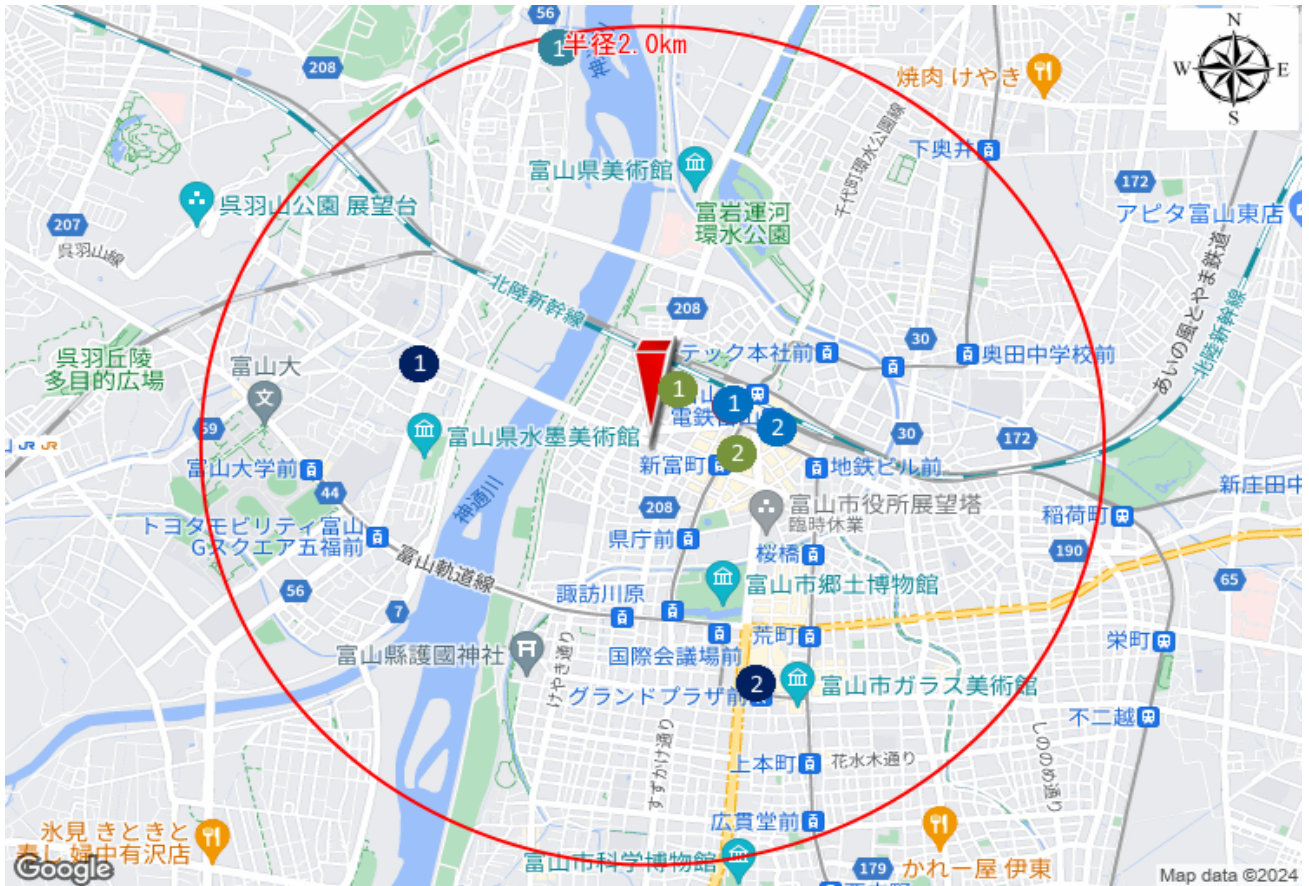 56
1
半径2.0km
神
208
焼肉 けやき
N
W
E
S
富山県美術館
千代町環水公園線
下奥井
172
アピタ富山東店
呉羽山公園 展望台
207
呉羽山線
富岩運河
環水公園
北陸新幹線
208
30
あいの風とやま鉄道
北陸新幹線
呉羽丘陵
多目的広場
富山大
1
テック本社前
奥田中学校前
1
1
2
2
富山県水墨美術館
新富町
地鉄ビル前
30
172
富山大学前
44
59
JR JR
神通川
208
富山市役所展望塔
臨時休業
新庄田中
稲荷町
トヨタモビリティ富山
Gスクエア五福前
富山軌道線
県庁前
桜橋
190
65
56
7
諏訪川原
富山市郷土博物館
富山縣護國神社
けやき通り
国際会議場前
荒町
栄町
2
グランドプラザ前
富山市ガラス美術館
不二越
すずかけ通り
上本町
花水木通り
しののめ通り
広貫堂前
氷見 きときと
寿し 婦中有沢店
富山市科学博物館
179
かれー屋 伊東
Google
Map data ©2024